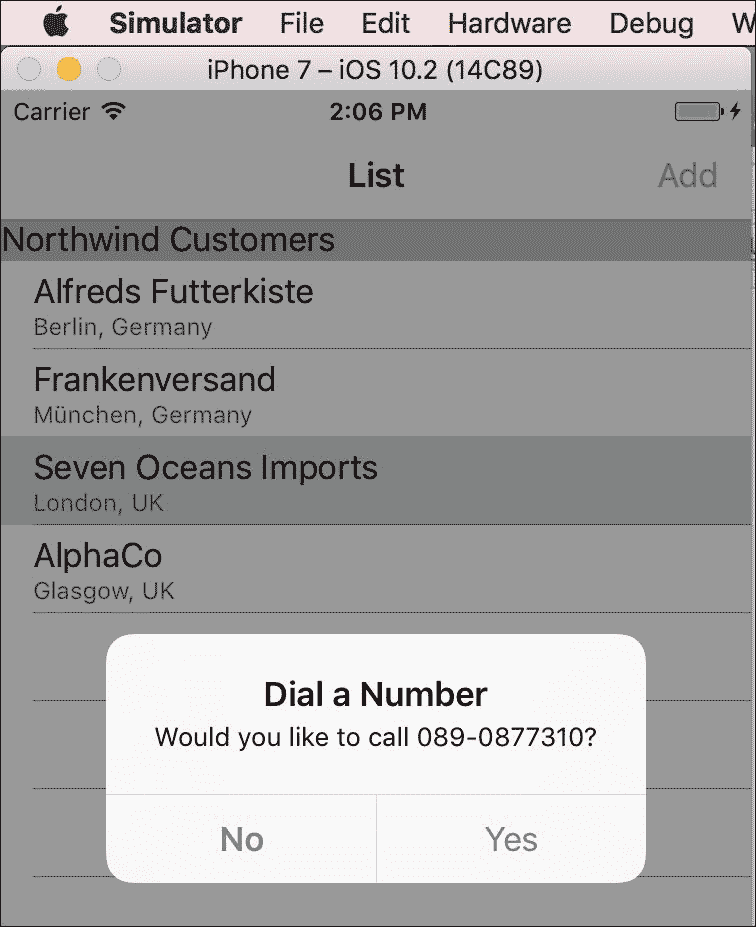 Simulator File Edit Hardware Debug W
iPhone 7 – iOS 10.2 (14C89)
Carrier 2:06 PM
List Add
Northwind Customers
Alfreds Futterkiste
Berlin, Germany
Frankenversand
München, Germany
Seven Oceans Imports
London, UK
AlphaCo
Glasgow, UK
Dial a Number
Would you like to call 089-0877310?
No Yes